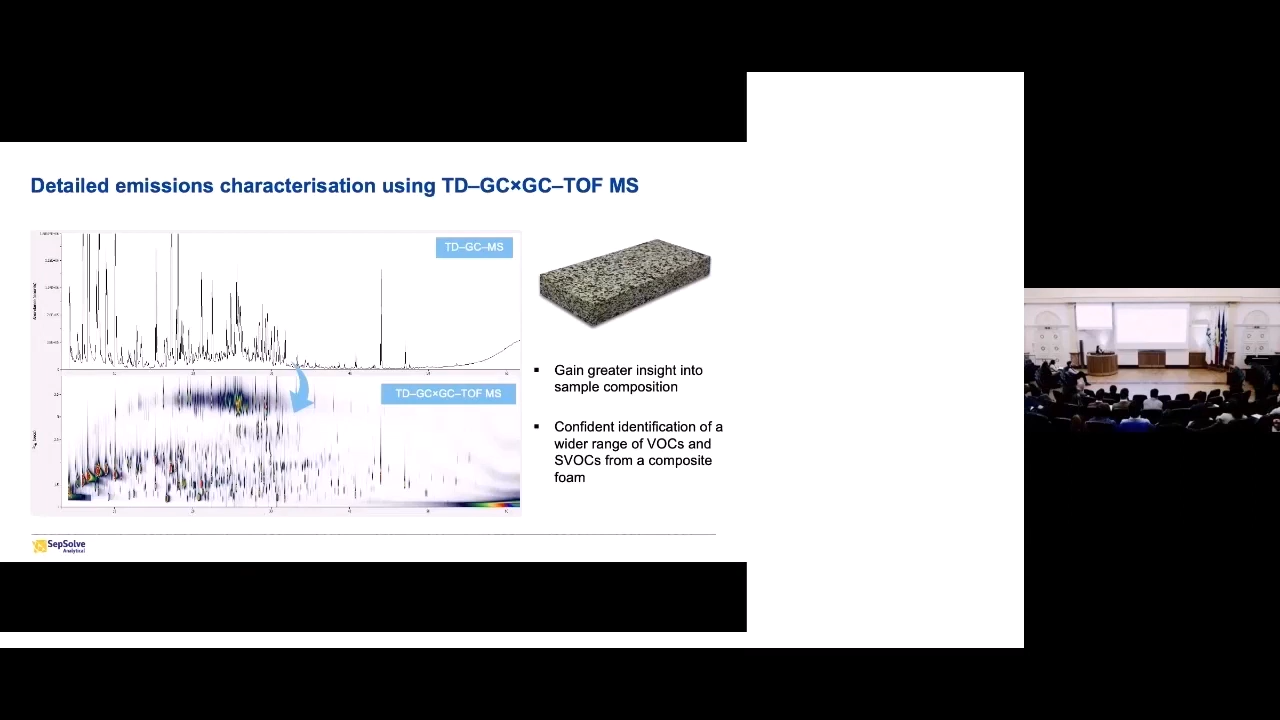 Detailed emissions characterisation using TD–GC×GC–TOF MS
TD–GC–MS
TD–GC×GC–TOF MS
▪ Gain greater insight into
sample composition
▪ Confident identification of a
wider range of VOCs and
SVOCs from a composite
foam
SepSolve
Analytical